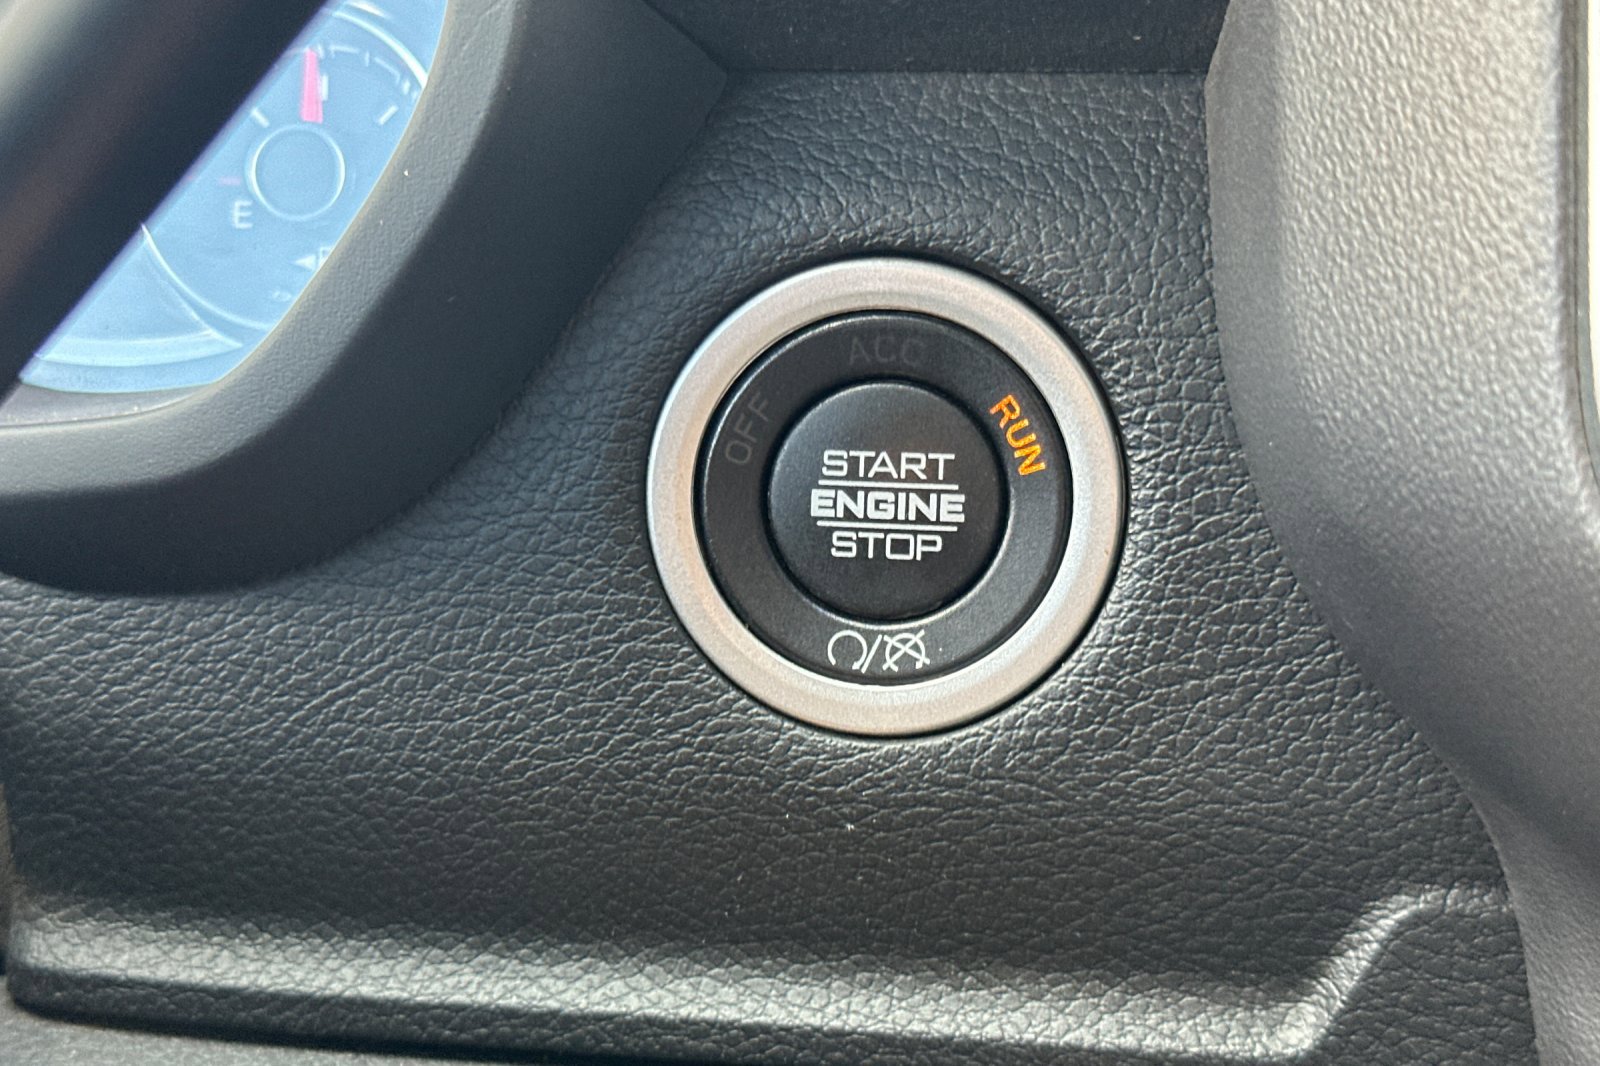 E
ACC
OFF
RUN
START
ENGINE
STOP